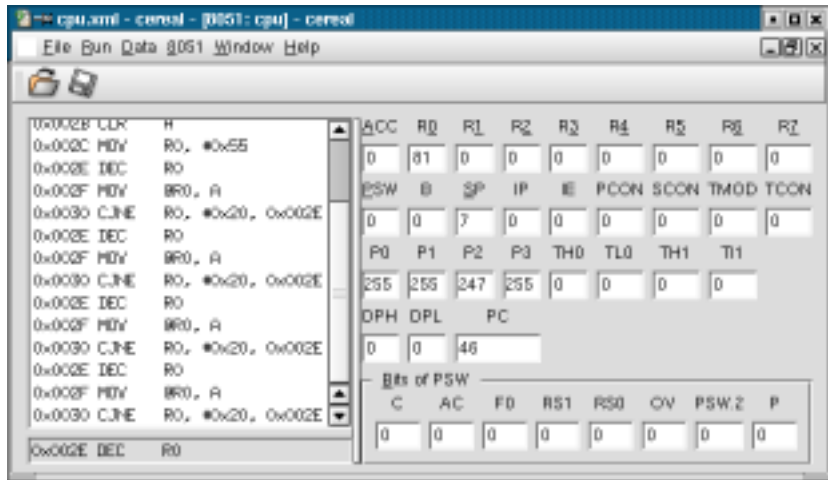 cpu.xml - cereal - [8051: cpu] - cereal
File Run Data 8051 Window Help
0x002B CLR A
0x002C MOV R0, #0x55
0x002E DEC R0
0x002F MOV @R0, A
0x0030 CJNE R0, #0x20, 0x002E
0x002E DEC R0
0x002F MOV @R0, A
0x0030 CJNE R0, #0x20, 0x002E
0x002E DEC R0
0x002F MOV @R0, A
0x0030 CJNE R0, #0x20, 0x002E
0x002E DEC R0
0x002F MOV @R0, A
0x0030 CJNE R0, #0x20, 0x002E
0x002E DEC R0
ACC R0 R1 R2 R3 R4 R5 R6 R7
0 81 0 0 0 0 0 0 0
PSW B SP IP IE PCON SCON TMOD TCON
0 0 7 0 0 0 0 0 0
P0 P1 P2 P3 TH0 TL0 TH1 Tl1
255 255 247 255 0 0 0 0
DPH DPL PC
0 0 46
Bits of PSW
C AC F0 RS1 RS0 OV PSW.2 P
0 0 0 0 0 0 0 0